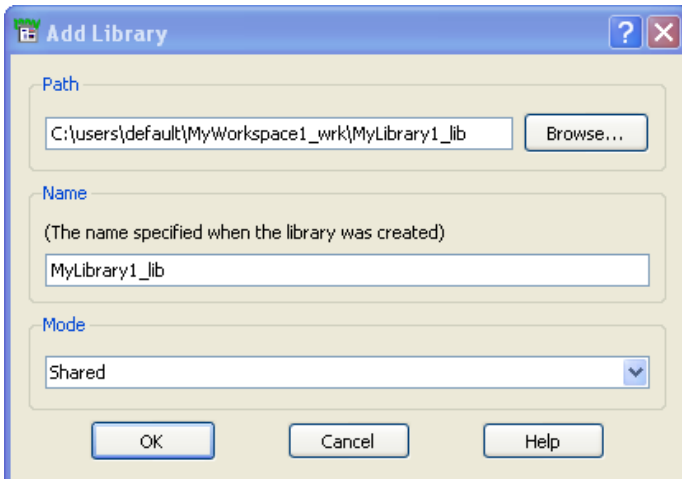 Add Library
Path
C:\users\default\MyWorkspace1_wrk\MyLibrary1_lib Browse...
Name
(The name specified when the library was created)
MyLibrary1_lib
Mode
Shared
OK Cancel Help